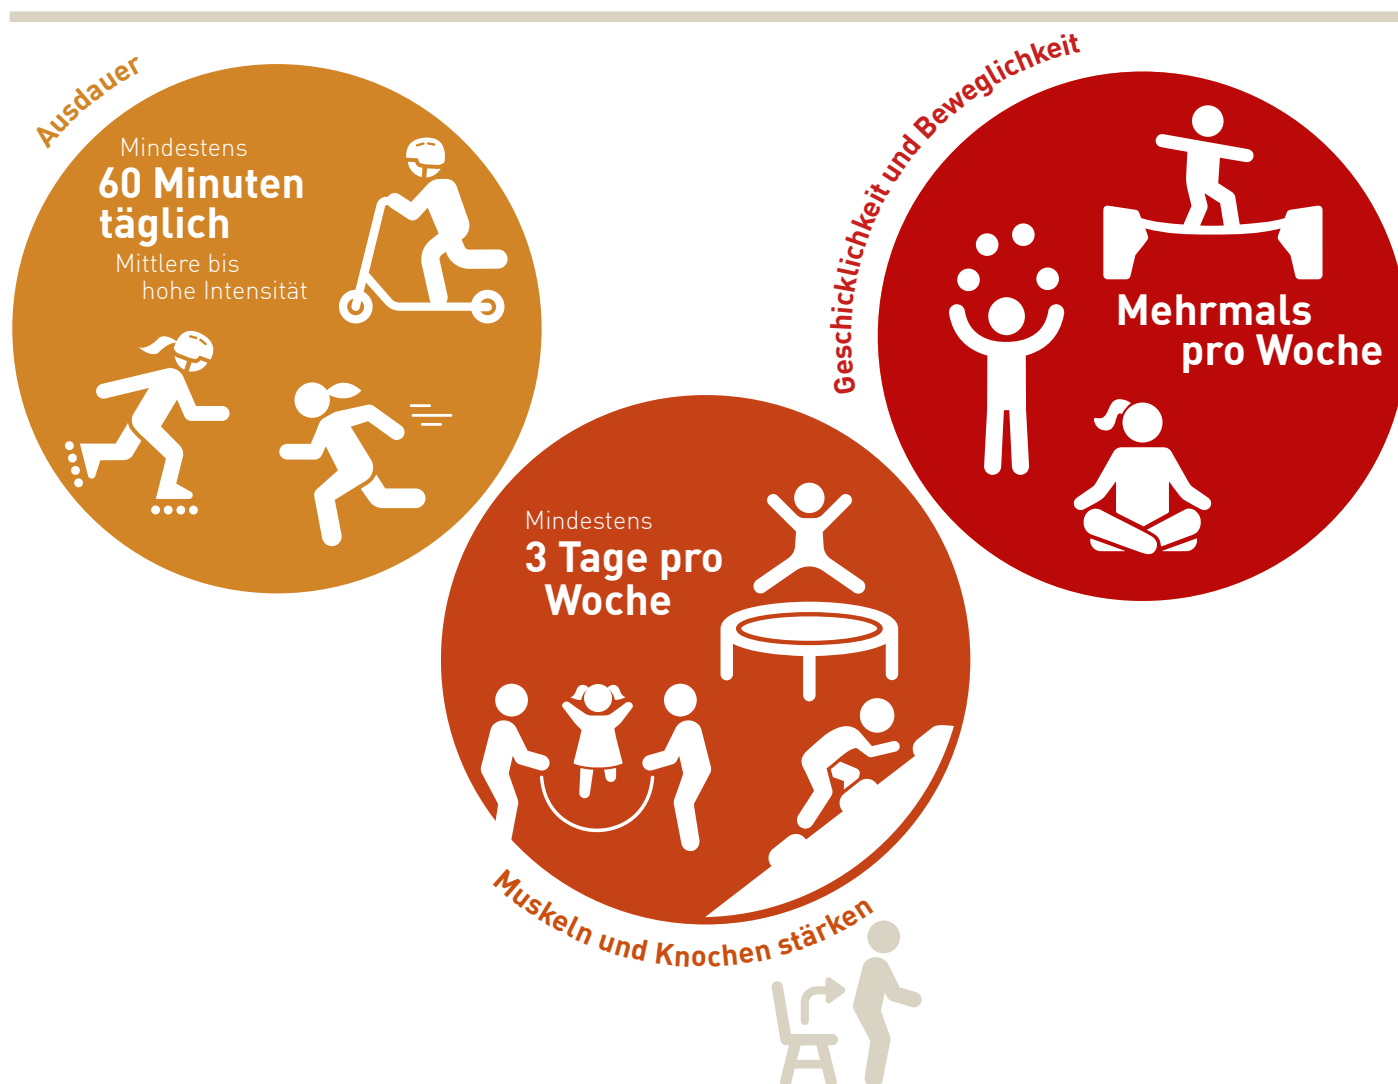 Ausdauer
Mindestens
60 Minuten
täglich
Mittlere bis
hohe Intensität
Geschicklichkeit und Beweglichkeit
Mehrmals
pro Woche
Mindestens
3 Tage pro
Woche
Muskeln und Knochen stärken